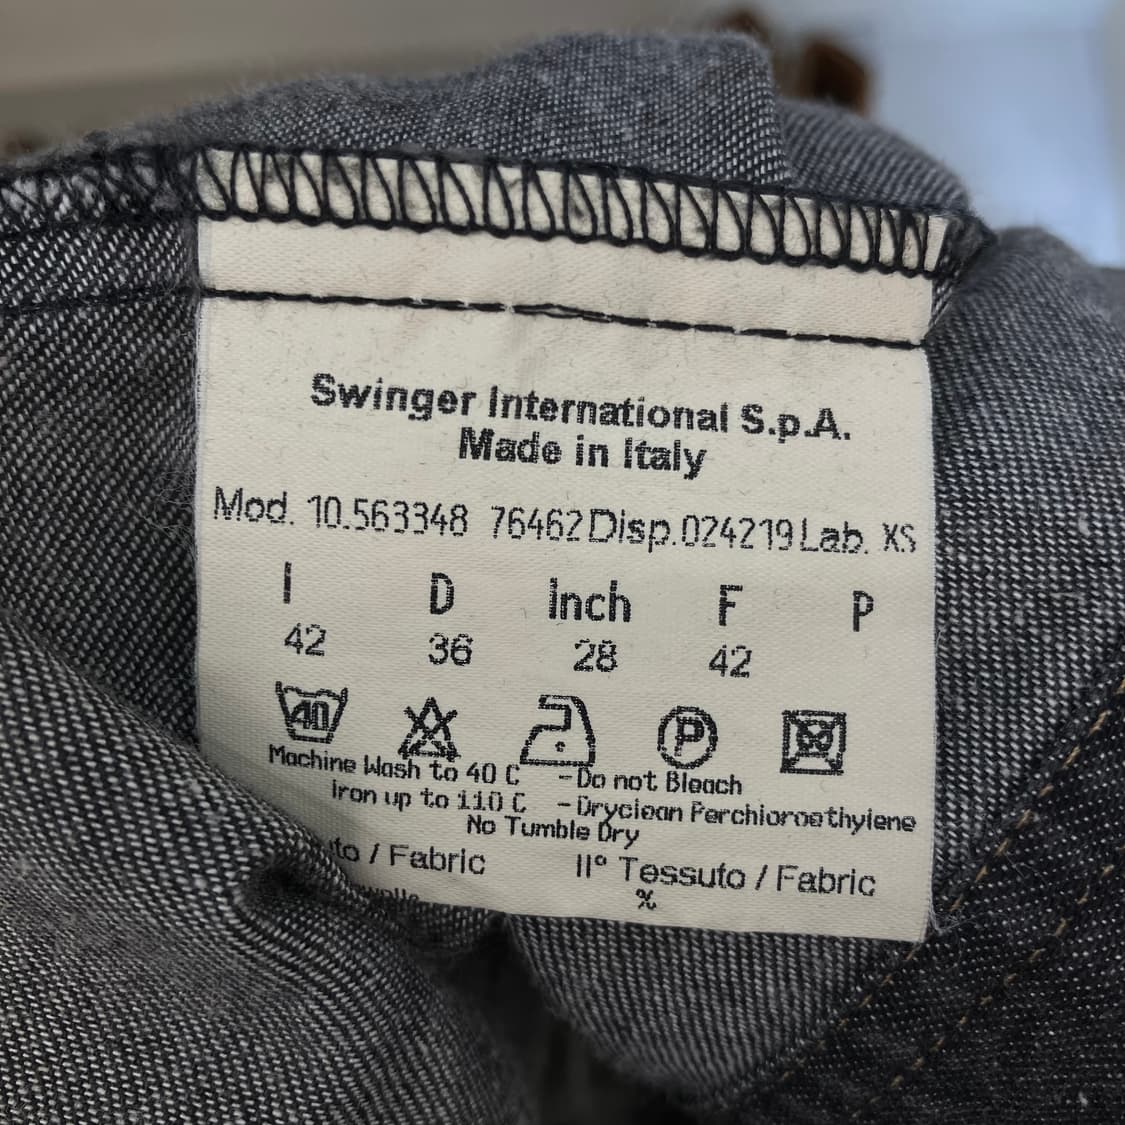 Swinger International S.p.A.
Made in Italy
Mod. 10.563348 76462 Disp.024219 Lab. XS
I D Inch F P
42 36 28 42
40 P
Machine Wash to 40 C - Do not Bleach
Iron up to 110 C - Dryclean Perchloroethylene
No Tumble Dry
/ Fabric II° Tessuto / Fabric
%